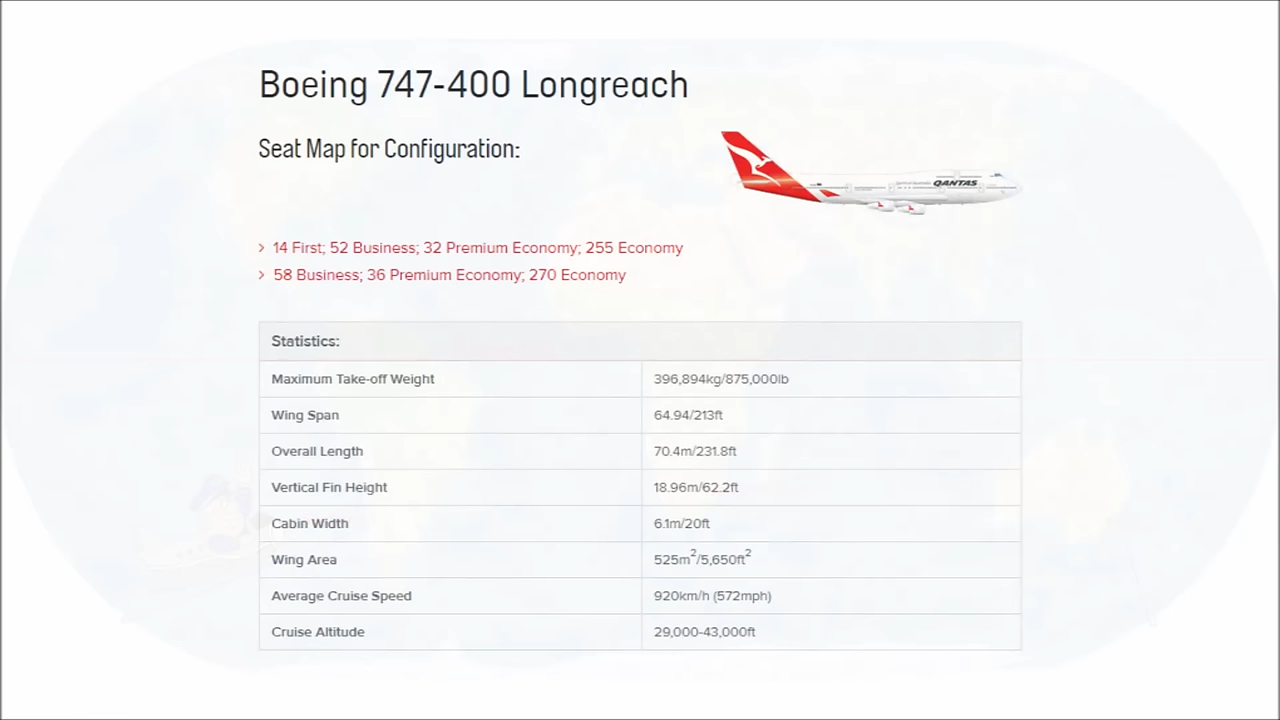 Boeing 747-400 Longreach
Seat Map for Configuration:
QANTAS
> 14 First; 52 Business; 32 Premium Economy; 255 Economy
> 58 Business; 36 Premium Economy; 270 Economy
Statistics:
Maximum Take-off Weight 396,894kg/875,000lb
Wing Span 64.94/213ft
Overall Length 70.4m/231.8ft
Vertical Fin Height 18.96m/62.2ft
Cabin Width 6.1m/20ft
Wing Area 525m²/5,650ft²
Average Cruise Speed 920km/h (572mph)
Cruise Altitude 29,000-43,000ft